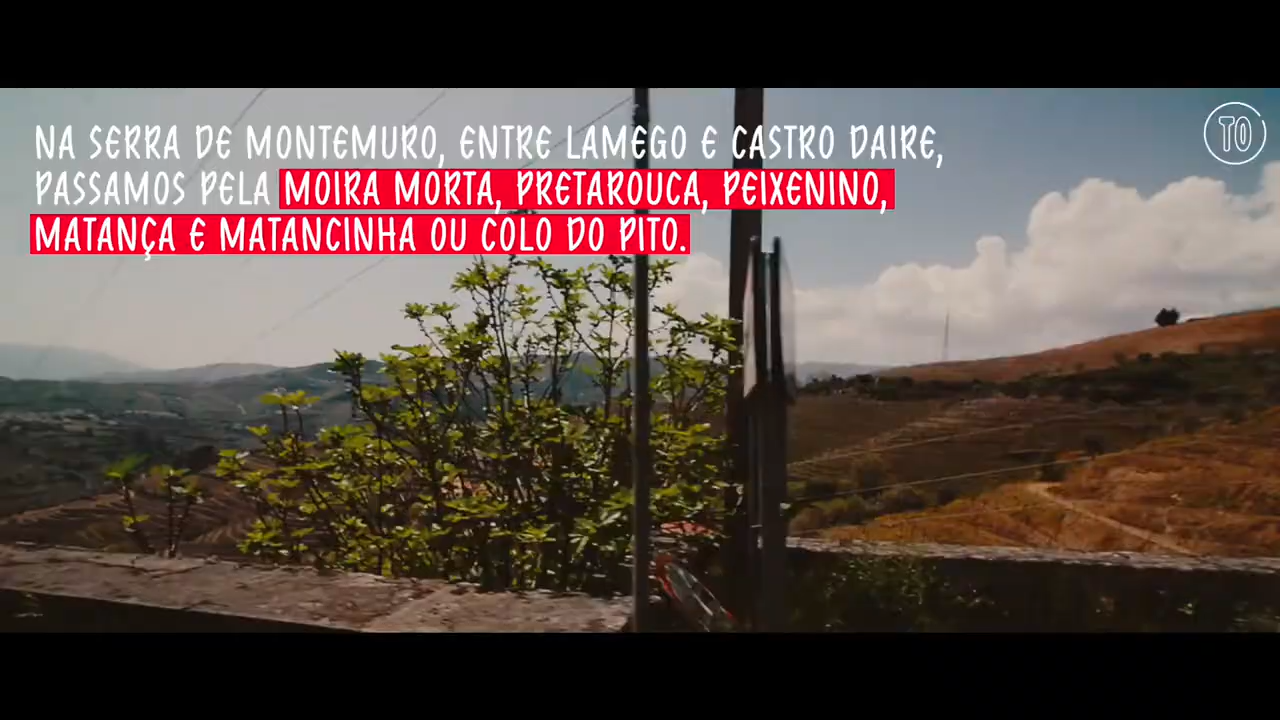 NA SERRA DE MONTEMURO, ENTRE LAMEGO E CASTRO DAIRE,
PASSAMOS PELA MOIRA MORTA, PRETAROUCA, PEIXENINO,
MATANÇA E MATANCINHA OU COLO DO PITO.
TO